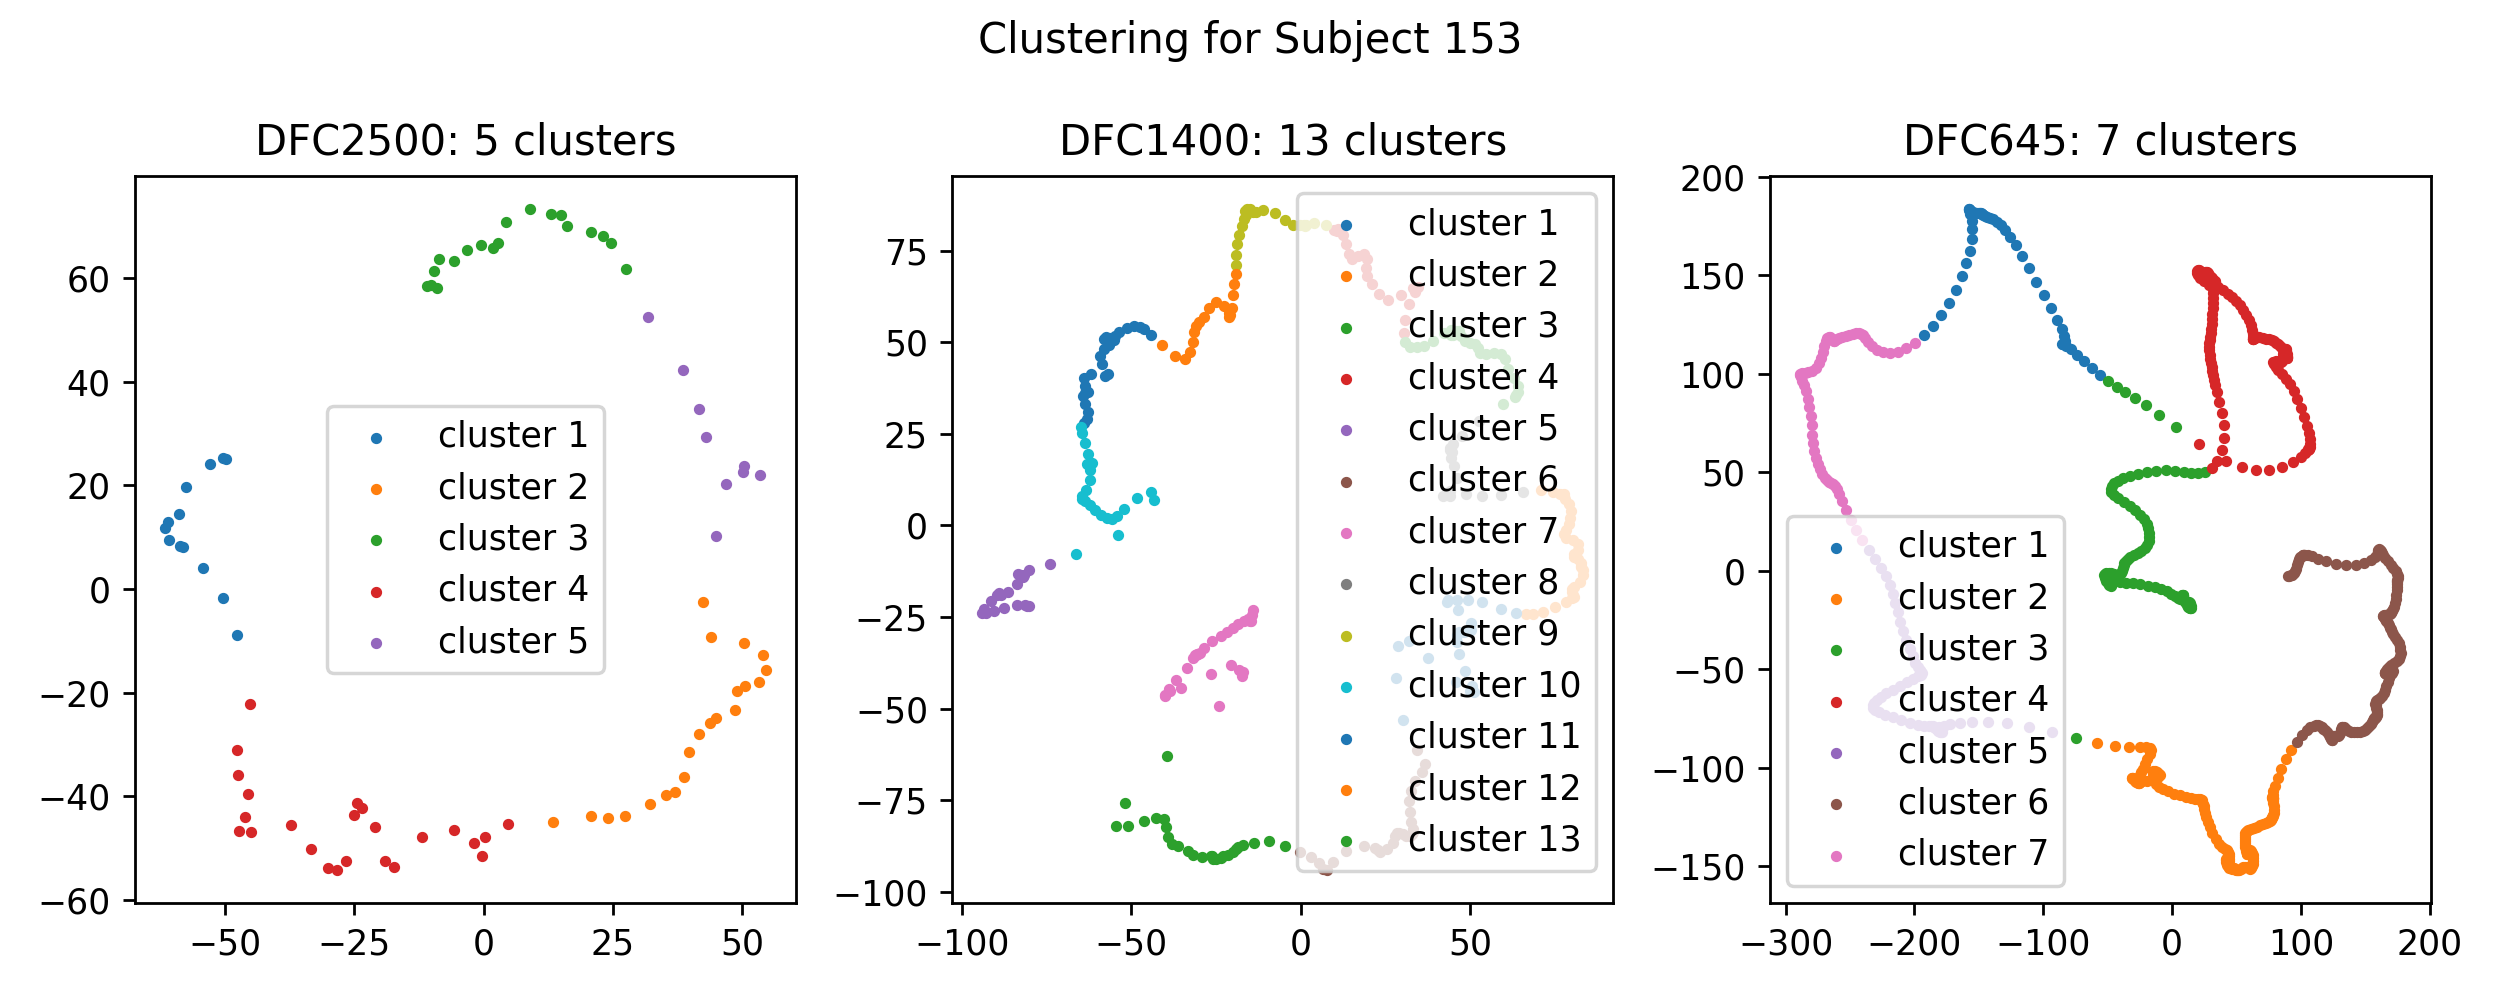 Clustering for Subject 153
DFC2500: 5 clusters
60
40
20
0
−20
−40
−60
−50
−25
0
25
50
cluster 1
cluster 2
cluster 3
cluster 4
cluster 5
DFC1400: 13 clusters
75
50
25
0
−25
−50
−75
−100
−100
−50
0
50
cluster 1
cluster 2
cluster 3
cluster 4
cluster 5
cluster 6
cluster 7
cluster 8
cluster 9
cluster 10
cluster 11
cluster 12
cluster 13
DFC645: 7 clusters
200
150
100
50
0
−50
−100
−150
−300
−200
−100
0
100
200
cluster 1
cluster 2
cluster 3
cluster 4
cluster 5
cluster 6
cluster 7